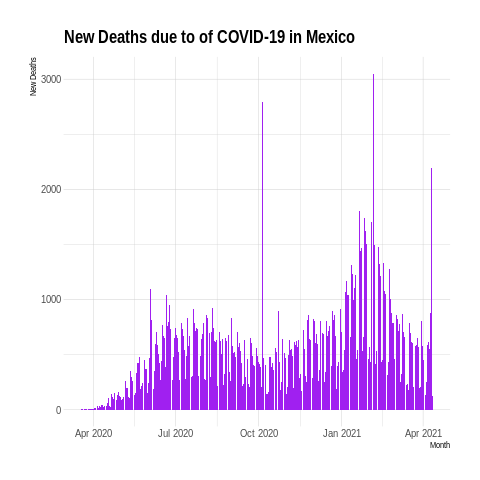 New Deaths due to of COVID-19 in Mexico
New Deaths
3000
2000
1000
0
Apr 2020 Jul 2020 Oct 2020 Jan 2021 Apr 2021
Month